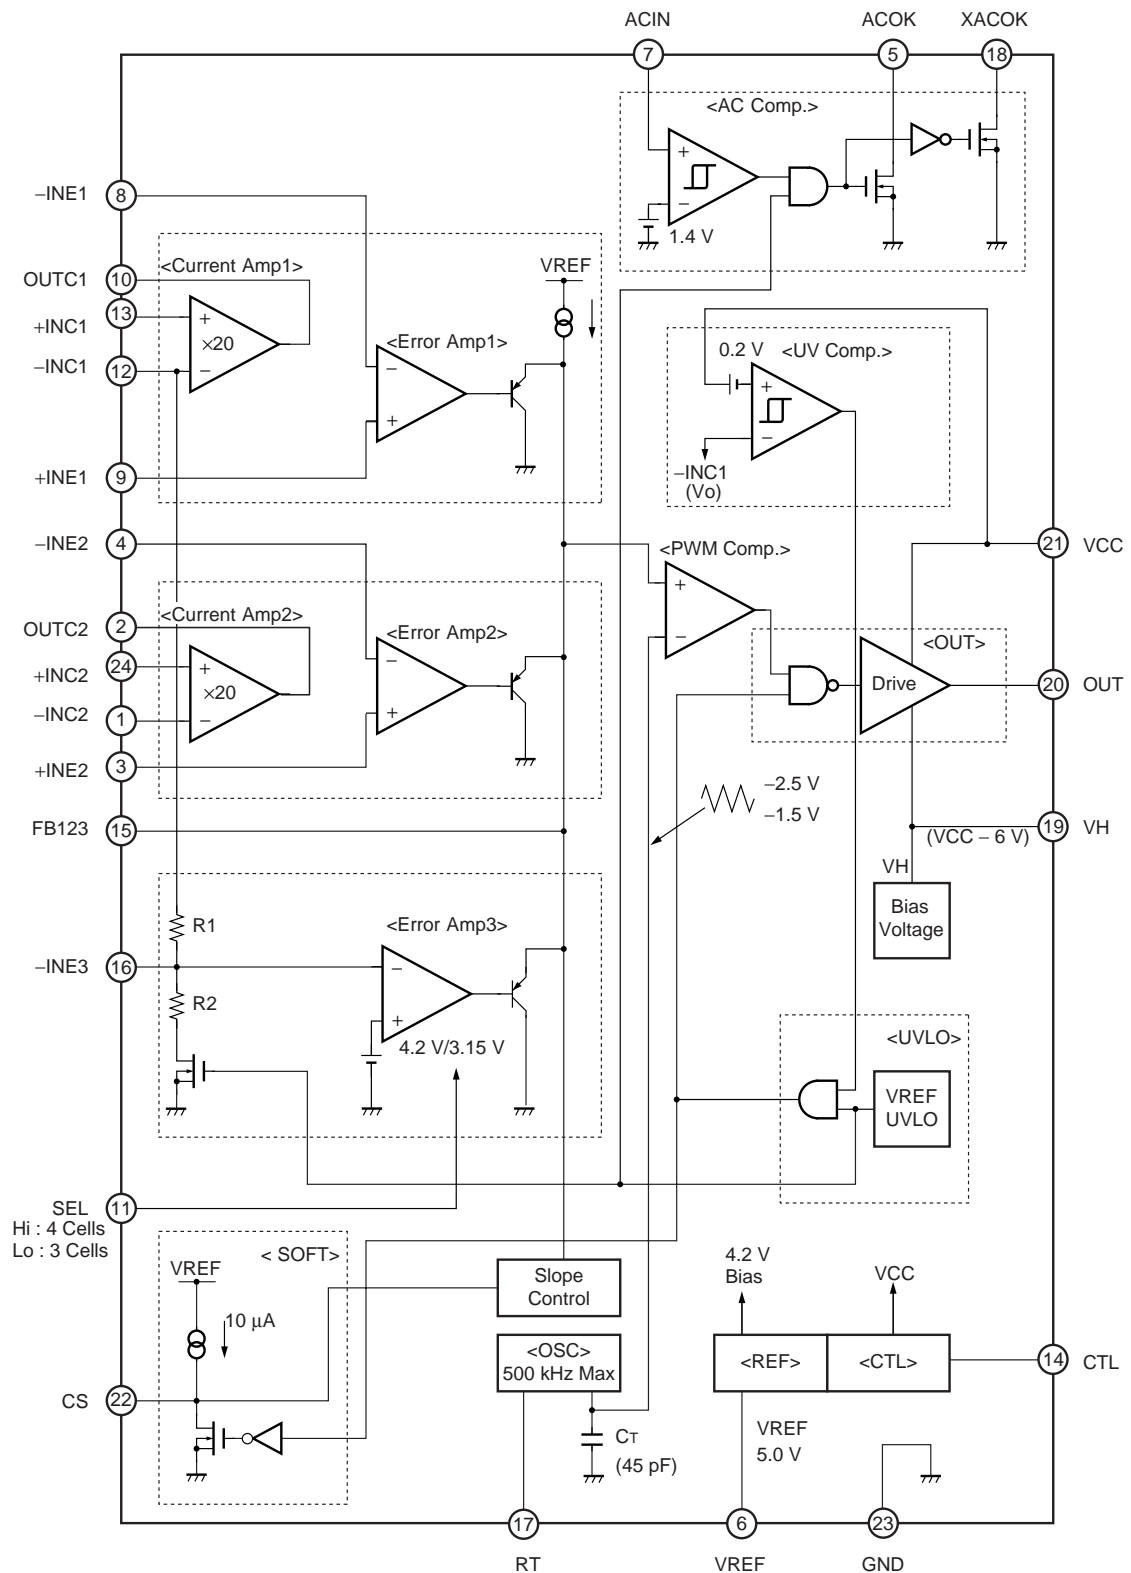 ACIN
ACOK
XACOK
7
5
18
<AC Comp.>
+
−
1.4 V
−INE1
8
<Current Amp1>
OUTC1
10
VREF
13
+INC1
+
×20
−
−INC1
12
<Error Amp1>
−
+
+INE1
9
0.2 V
<UV Comp.>
+
−
−INC1
(Vo)
−INE2
4
<PWM Comp.>
+
−
21
VCC
<Current Amp2>
OUTC2
2
24
+INC2
+
×20
−
−INC2
1
<Error Amp2>
−
+
+INE2
3
<OUT>
Drive
20
OUT
−2.5 V
−1.5 V
FB123
15
19
VH
(VCC − 6 V)
VH
Bias
Voltage
R1
<Error Amp3>
−INE3
16
−
R2
+
4.2 V/3.15 V
<UVLO>
VREF
UVLO
SEL
11
Hi : 4 Cells
Lo : 3 Cells
< SOFT>
VREF
10 μA
Slope
Control
4.2 V
Bias
VCC
<OSC>
500 kHz Max
<REF>
<CTL>
14
CTL
CS
22
CT
(45 pF)
VREF
5.0 V
17
6
23
RT
VREF
GND